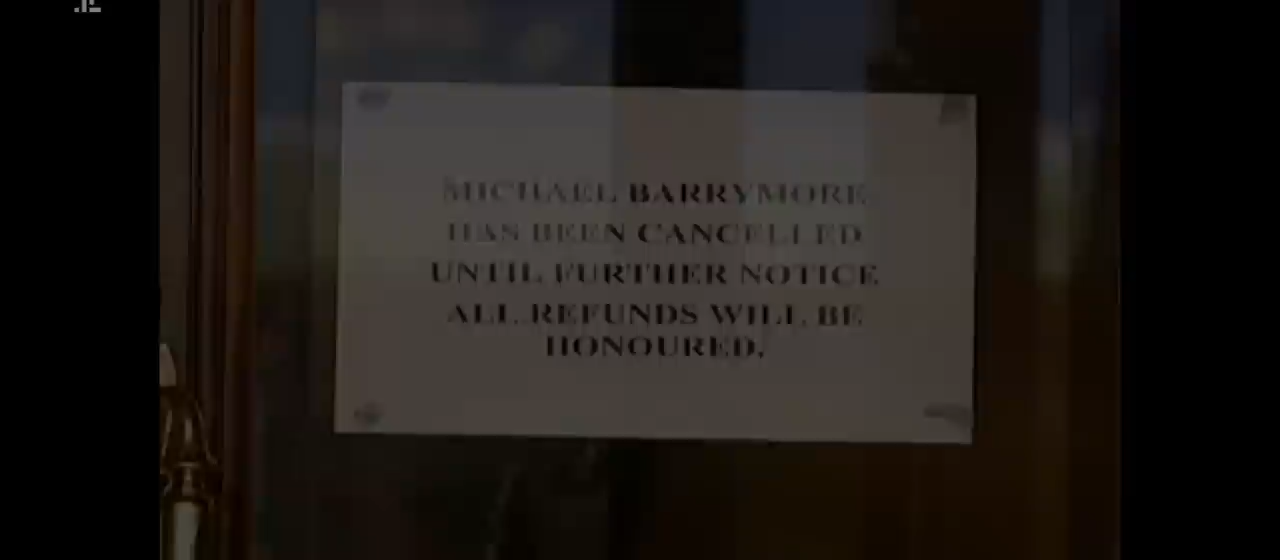 MICHAEL BARRYMORE
HAS BEEN CANCELLED
UNTIL FURTHER NOTICE
ALL REFUNDS WILL BE
HONOURED.